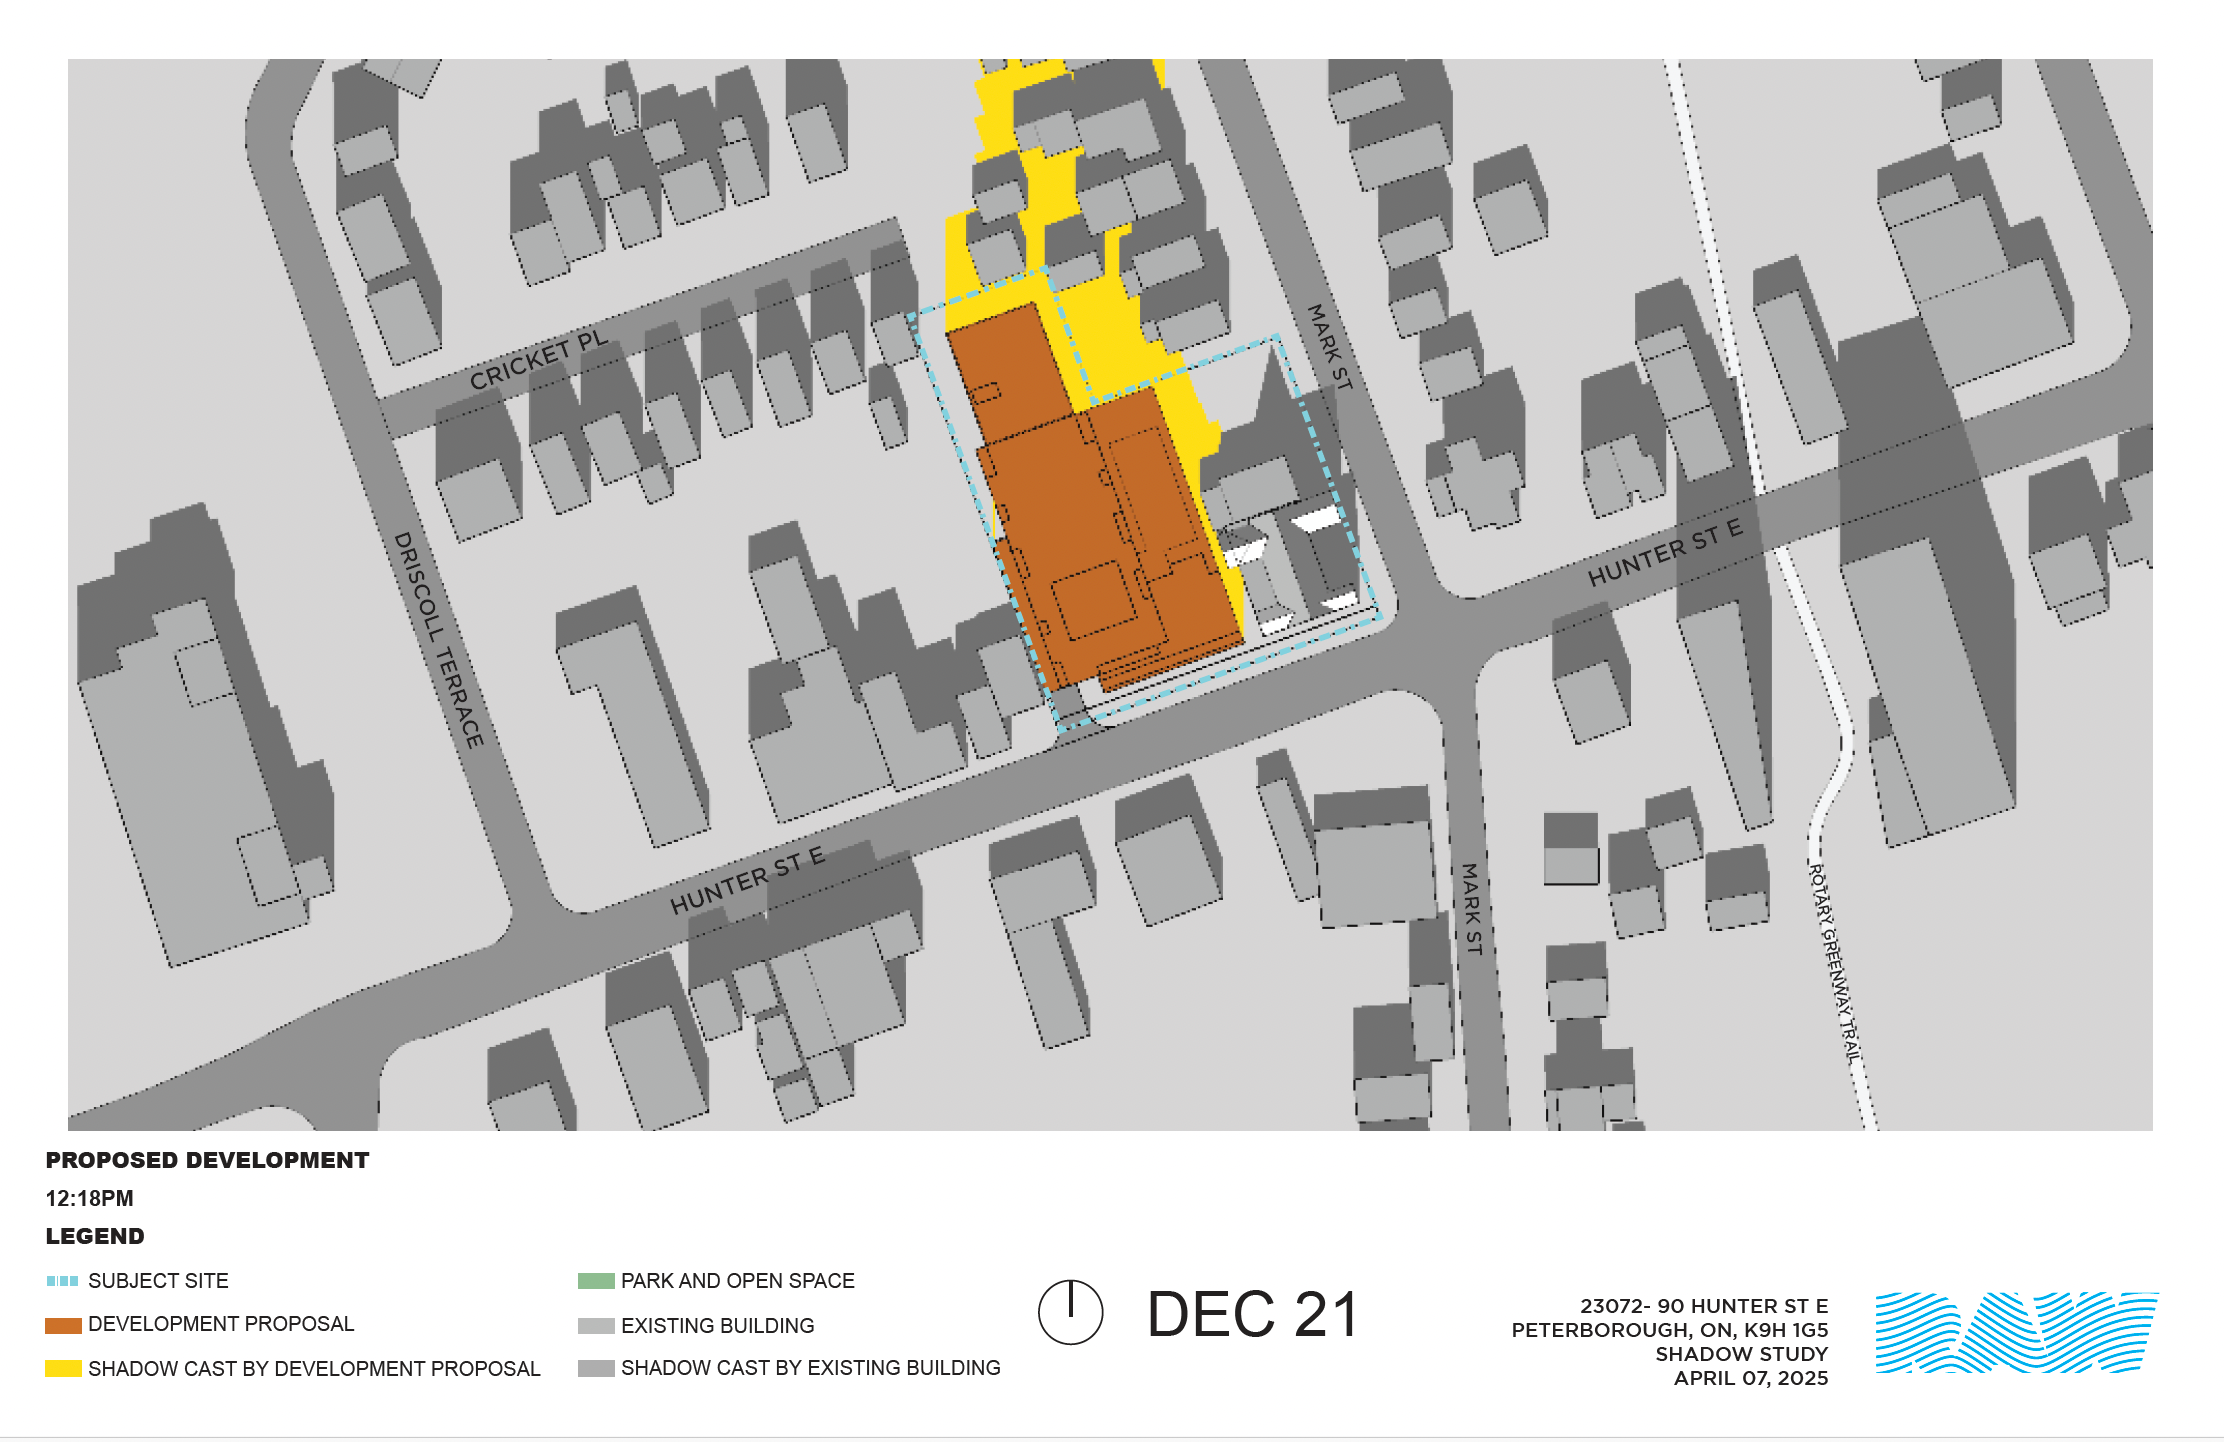 MARK ST
CRICKET PL
DRISCOLL TERRACE
HUNTER ST E
HUNTER ST E
MARK ST
ROTARY GREENWAY TRAIL
PROPOSED DEVELOPMENT
12:18PM
LEGEND
SUBJECT SITE
DEVELOPMENT PROPOSAL
SHADOW CAST BY DEVELOPMENT PROPOSAL
PARK AND OPEN SPACE
EXISTING BUILDING
SHADOW CAST BY EXISTING BUILDING
DEC 21
23072- 90 HUNTER ST E
PETERBOROUGH, ON, K9H 1G5
SHADOW STUDY
APRIL 07, 2025